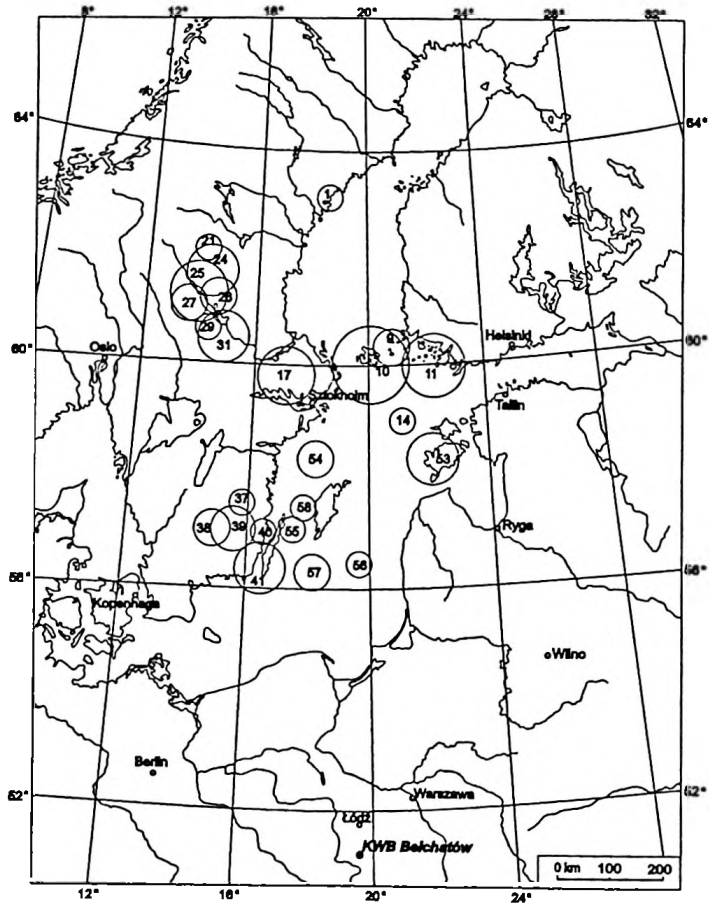 8° 12° 16° 20° 24° 28° 32°
64° 64°
1
21
24
25
28
27
29
31
Oslo
Helsinki
60° 60°
9
17
10
11
Sztokholm
Tallin
14
54
53
37
58
38 39 40 55
Ryga
56
57
41
56° 56°
Kopenhaga
Wilno
Berlin
52° 52°
Warszawa
Łódź
KWB Bełchatów
0 km 100 200
12° 16° 20° 24°